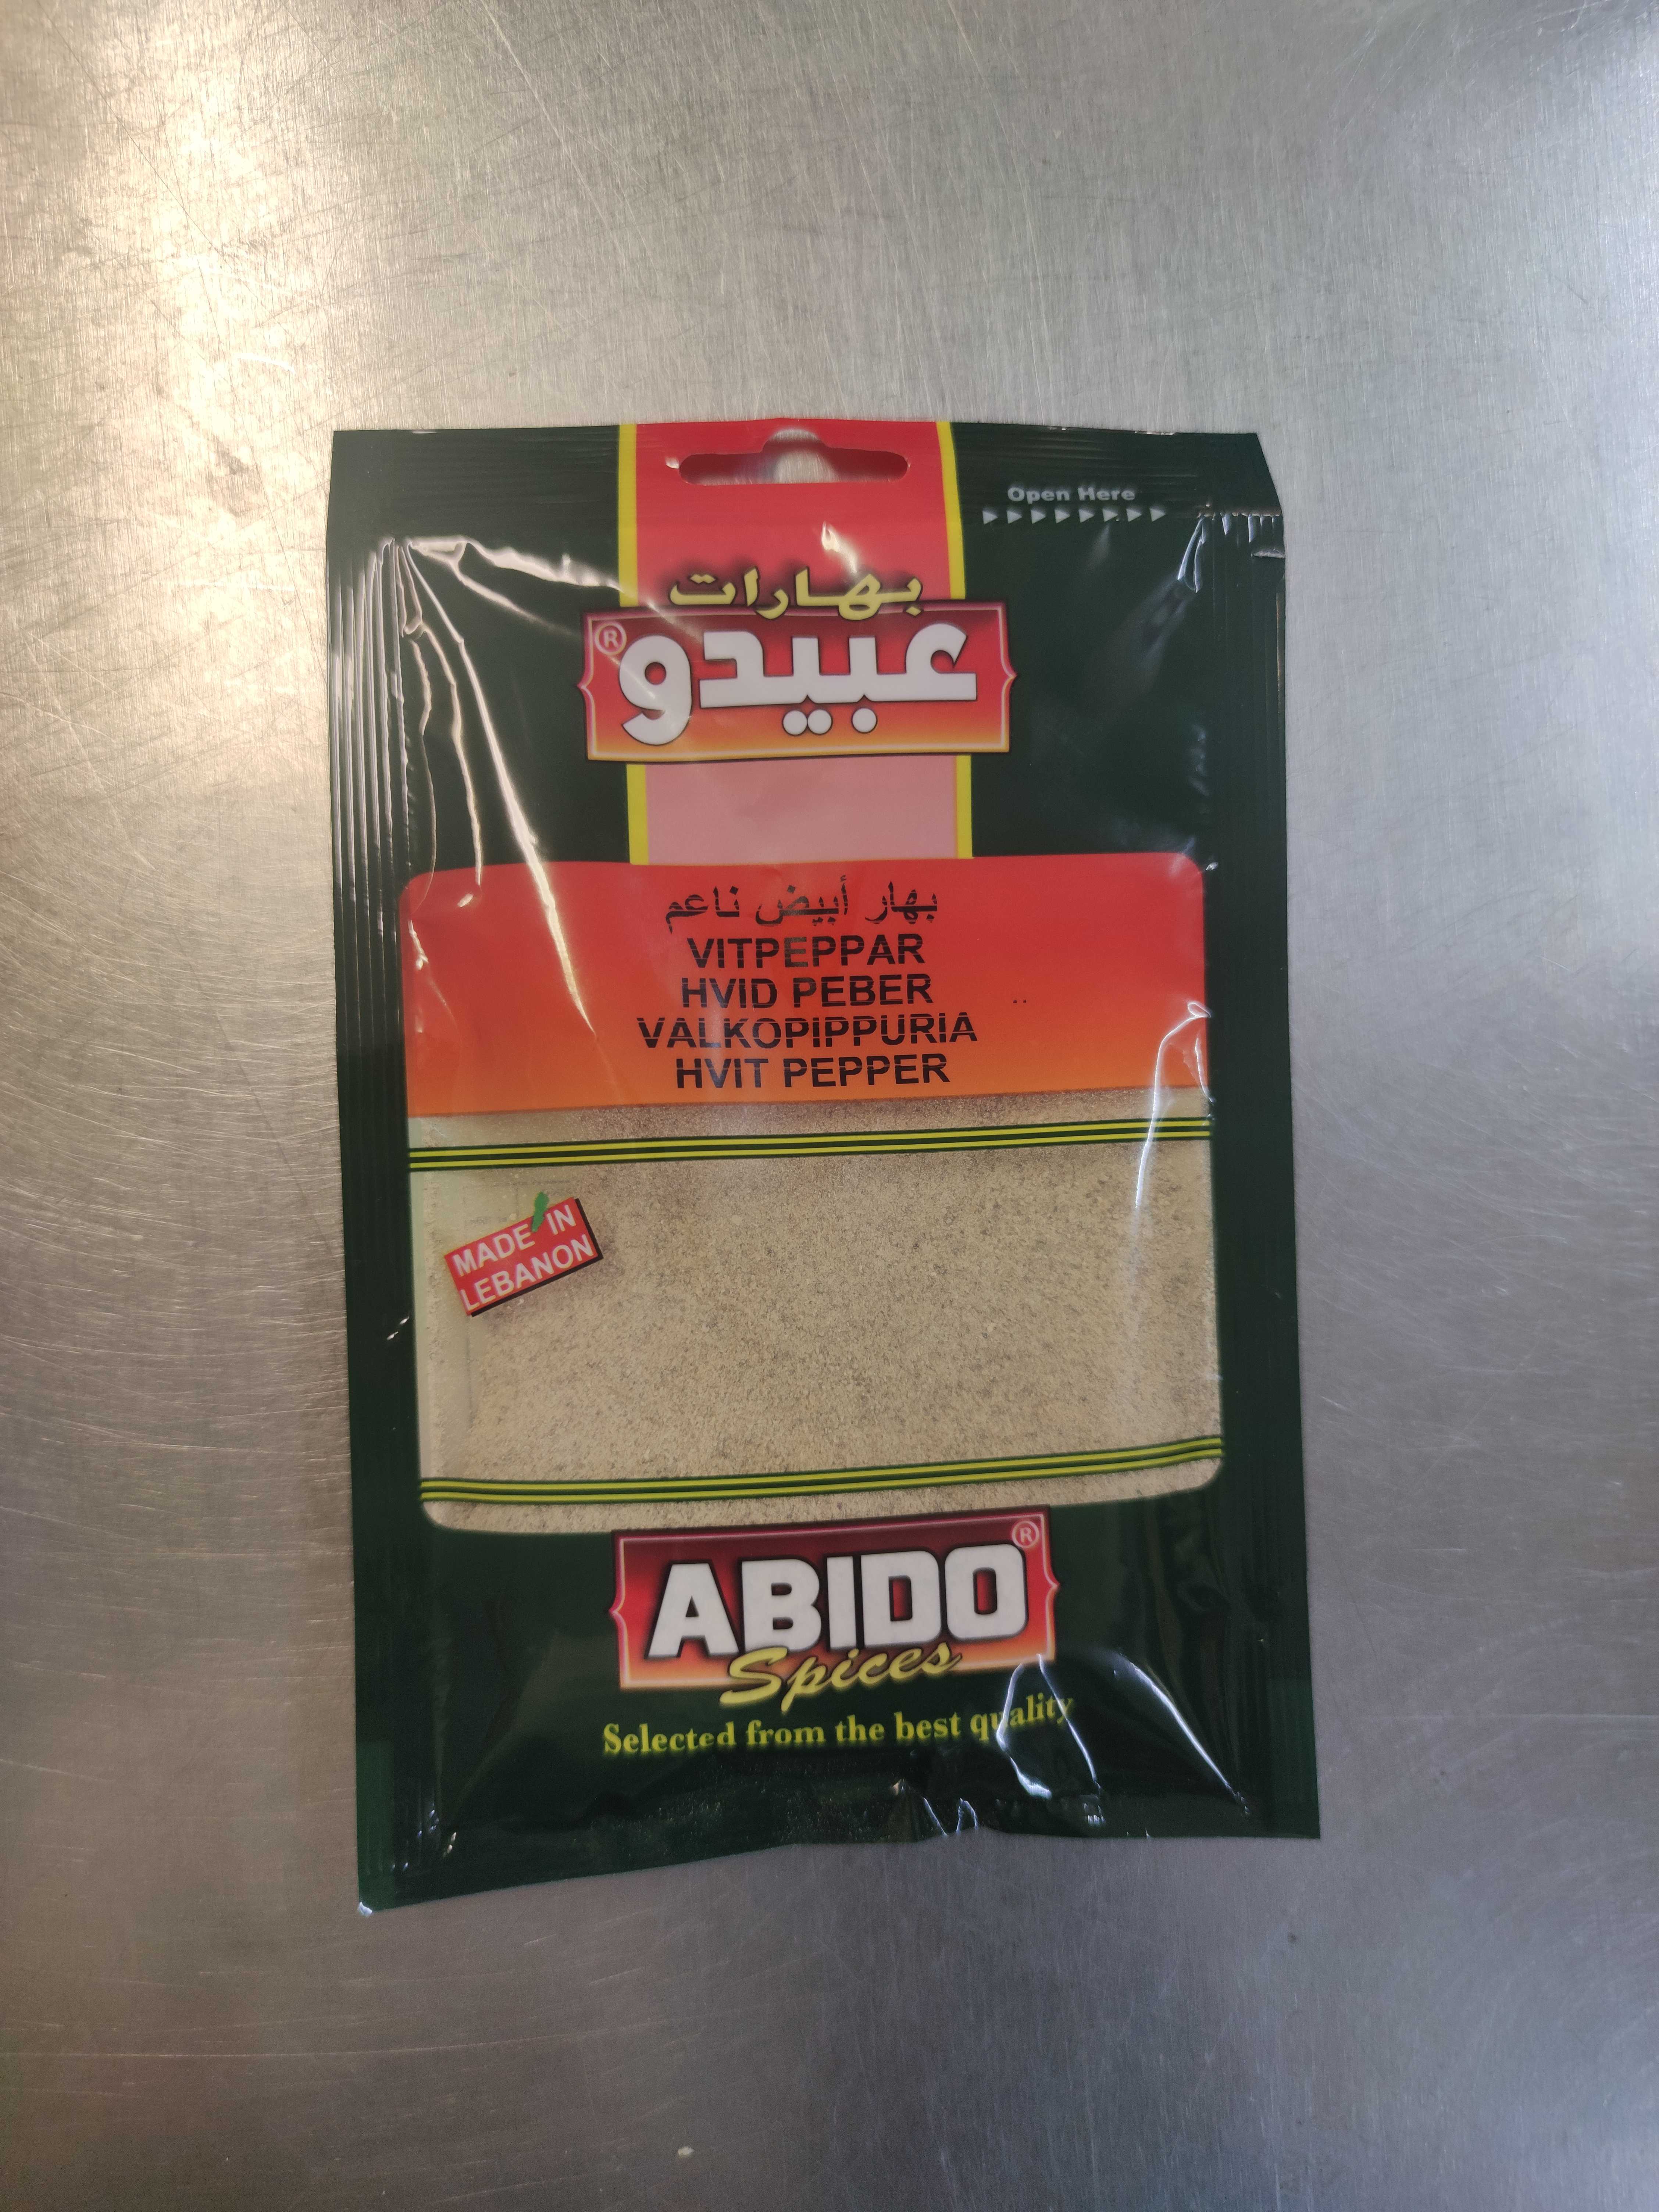 Open Here
بهارات
عبيدو®
بهار أبيض ناعم
VITPEPPAR
HVID PEBER
VALKOPIPPURIA
HVIT PEPPER
MADE IN
LEBANON
ABIDO®
Spices
Selected from the best quality